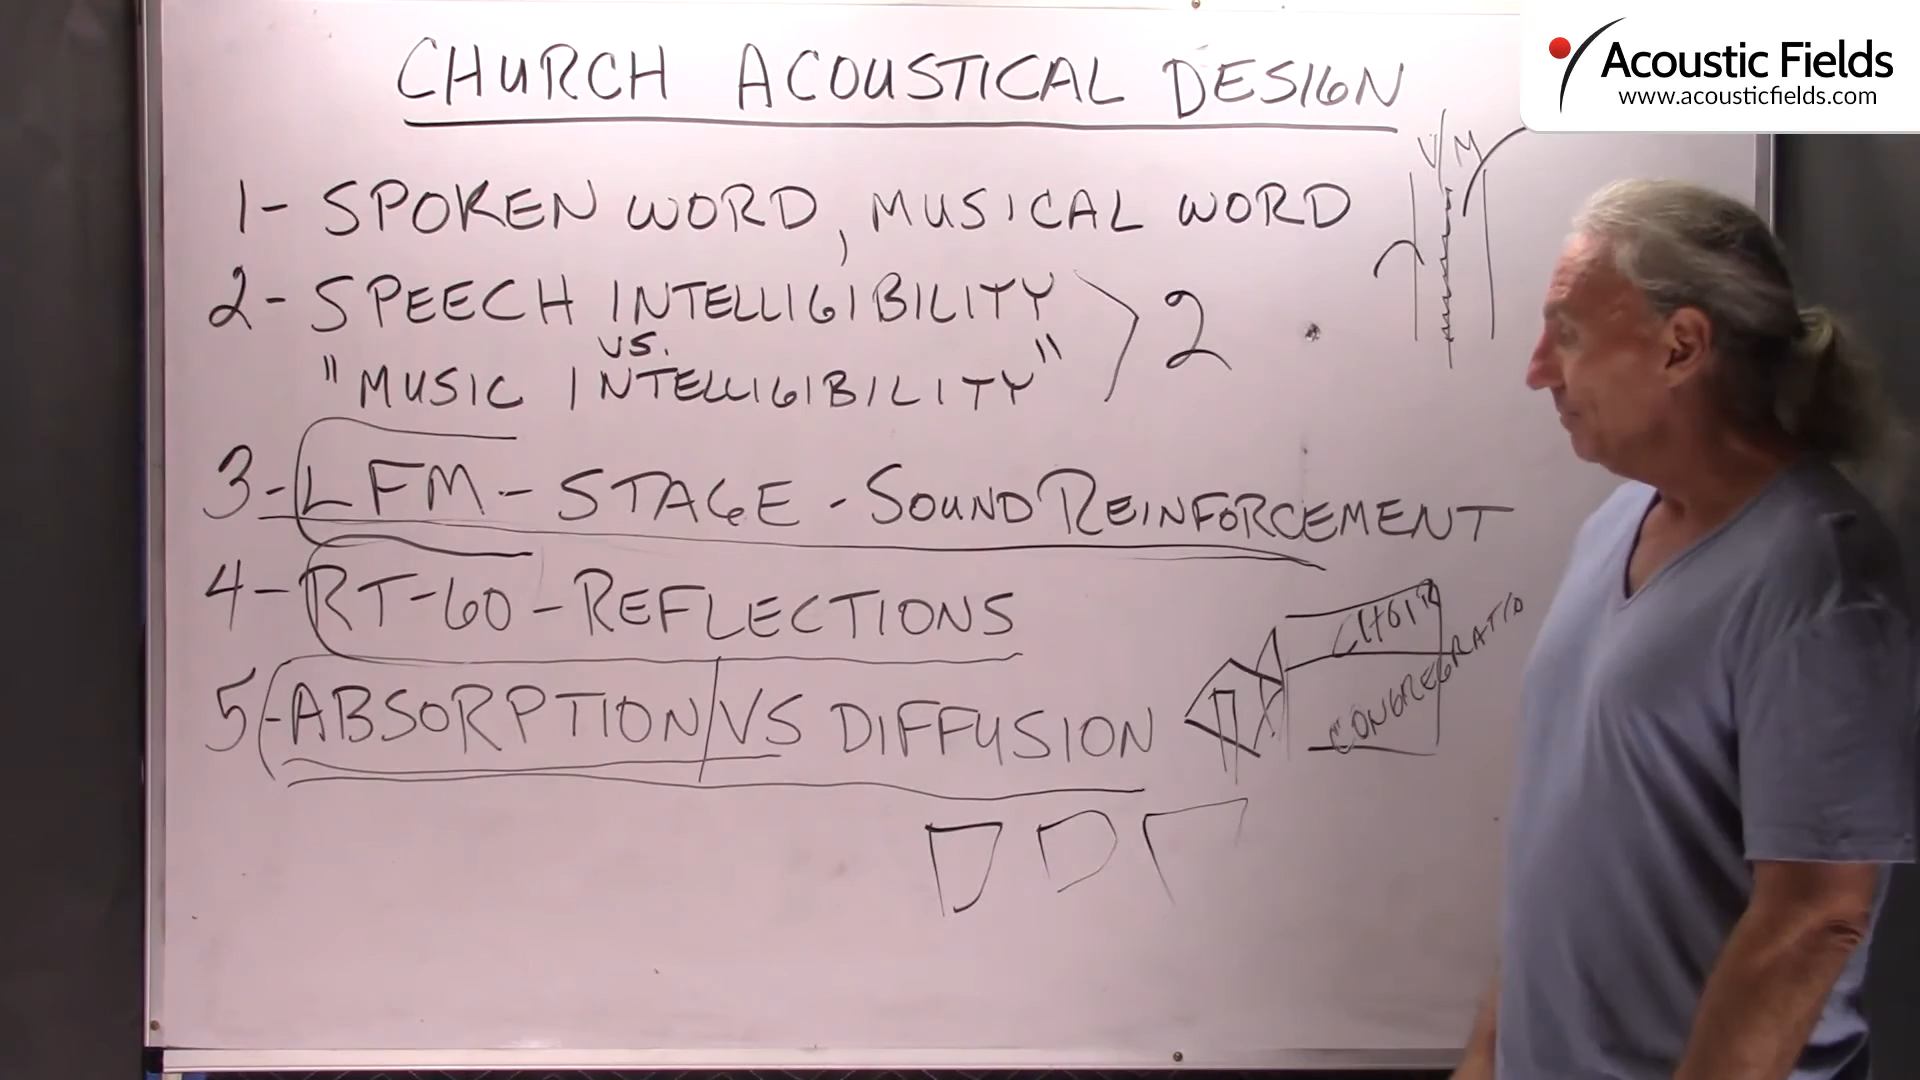 Acoustic Fields
www.acousticfields.com
CHURCH ACOUSTICAL DESIGN
V/M
1- SPOKEN WORD, MUSICAL WORD
2- SPEECH INTELLIGIBILITY
VS.
"MUSIC INTELLIGIBILITY"
2
3- LFM - STAGE - SOUND REINFORCEMENT
4- RT-60 - REFLECTIONS
CHOIR
CONGREGATIO
5- ABSORPTION VS DIFFUSION